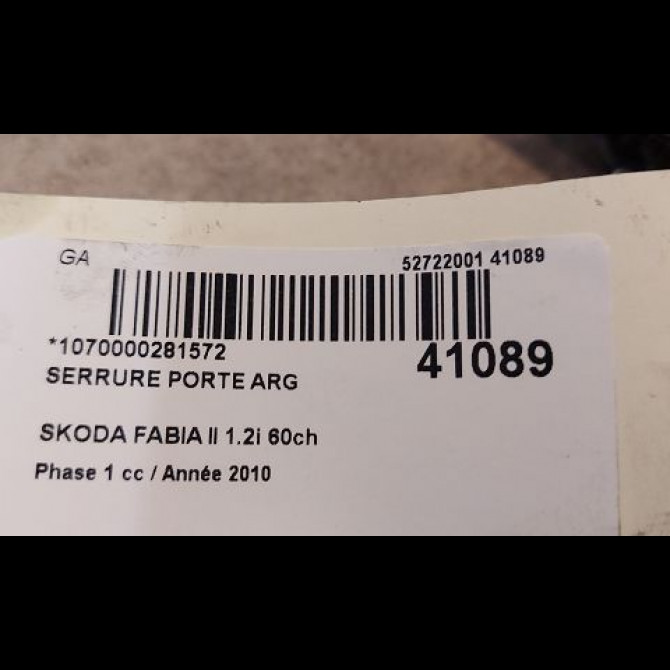 GA 52722001 41089
*1070000281572 41089
SERRURE PORTE ARG
SKODA FABIA II 1.2i 60ch
Phase 1 cc / Année 2010